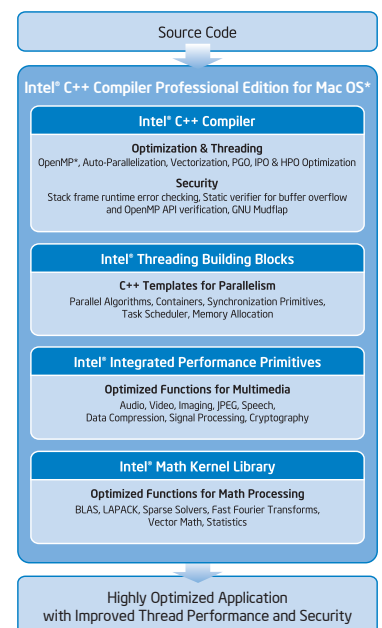 Source Code
Intel® C++ Compiler Professional Edition for Mac OS*
Intel® C++ Compiler
Optimization & Threading
OpenMP*, Auto-Parallelization, Vectorization, PGO, IPO & HPO Optimization
Security
Stack frame runtime error checking, Static verifier for buffer overflow
and OpenMP API verification, GNU Mudflap
Intel® Threading Building Blocks
C++ Templates for Parallelism
Parallel Algorithms, Containers, Synchronization Primitives,
Task Scheduler, Memory Allocation
Intel® Integrated Performance Primitives
Optimized Functions for Multimedia
Audio, Video, Imaging, JPEG, Speech,
Data Compression, Signal Processing, Cryptography
Intel® Math Kernel Library
Optimized Functions for Math Processing
BLAS, LAPACK, Sparse Solvers, Fast Fourier Transforms,
Vector Math, Statistics
Highly Optimized Application
with Improved Thread Performance and Security